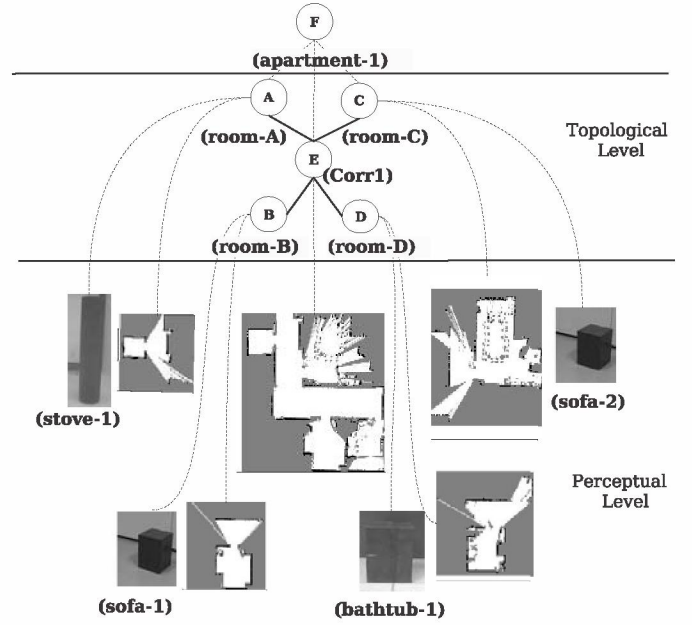 F
(apartment-1)
A
C
(room-A)
(room-C)
Topological
Level
E
(Corr1)
B
D
(room-B)
(room-D)
(stove-1)
(sofa-2)
Perceptual
Level
(sofa-1)
(bathtub-1)